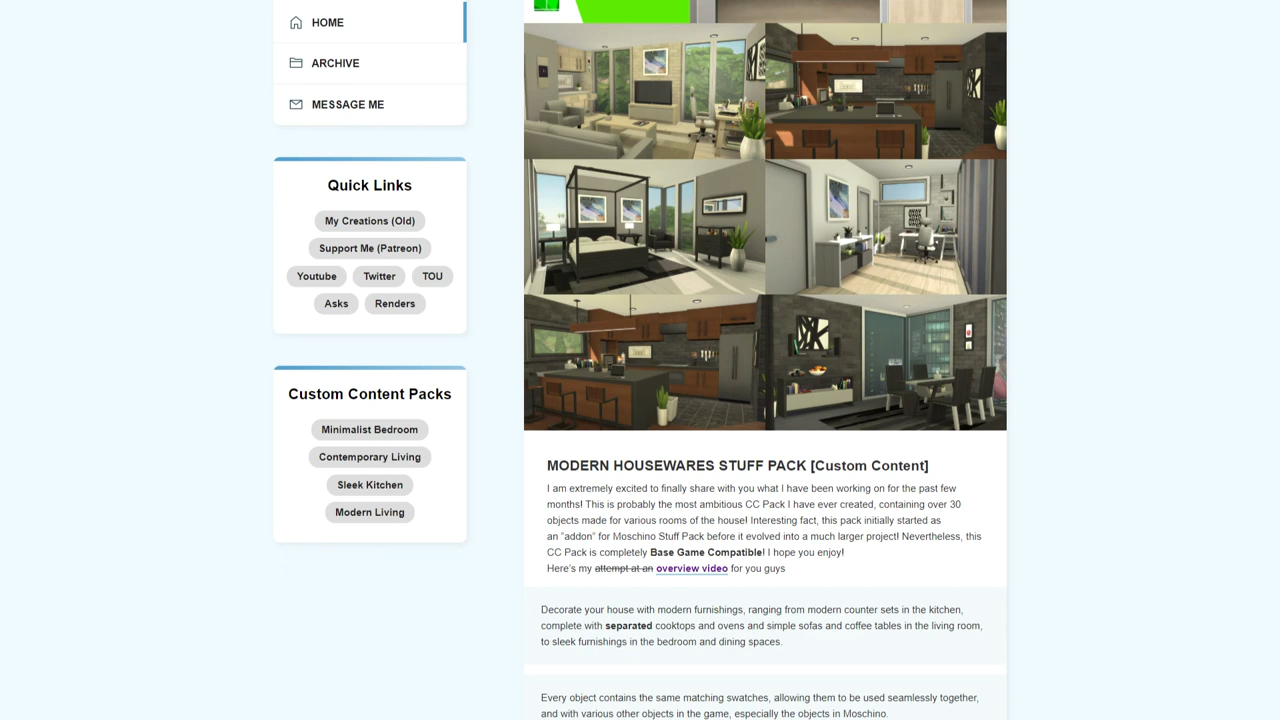 HOME
ARCHIVE
MESSAGE ME
Quick Links
My Creations (Old)
Support Me (Patreon)
Youtube Twitter TOU
Asks Renders
Custom Content Packs
Minimalist Bedroom
Contemporary Living
Sleek Kitchen
Modern Living
MODERN HOUSEWARES STUFF PACK [Custom Content]
I am extremely excited to finally share with you what I have been working on for the past few
months! This is probably the most ambitious CC Pack I have ever created, containing over 30
objects made for various rooms of the house! Interesting fact, this pack initially started as
an “addon” for Moschino Stuff Pack before it evolved into a much larger project! Nevertheless, this
CC Pack is completely Base Game Compatible! I hope you enjoy!
Here’s my attempt at an overview video for you guys
Decorate your house with modern furnishings, ranging from modern counter sets in the kitchen,
complete with separated cooktops and ovens and simple sofas and coffee tables in the living room,
to sleek furnishings in the bedroom and dining spaces.
Every object contains the same matching swatches, allowing them to be used seamlessly together,
and with various other objects in the game, especially the objects in Moschino.